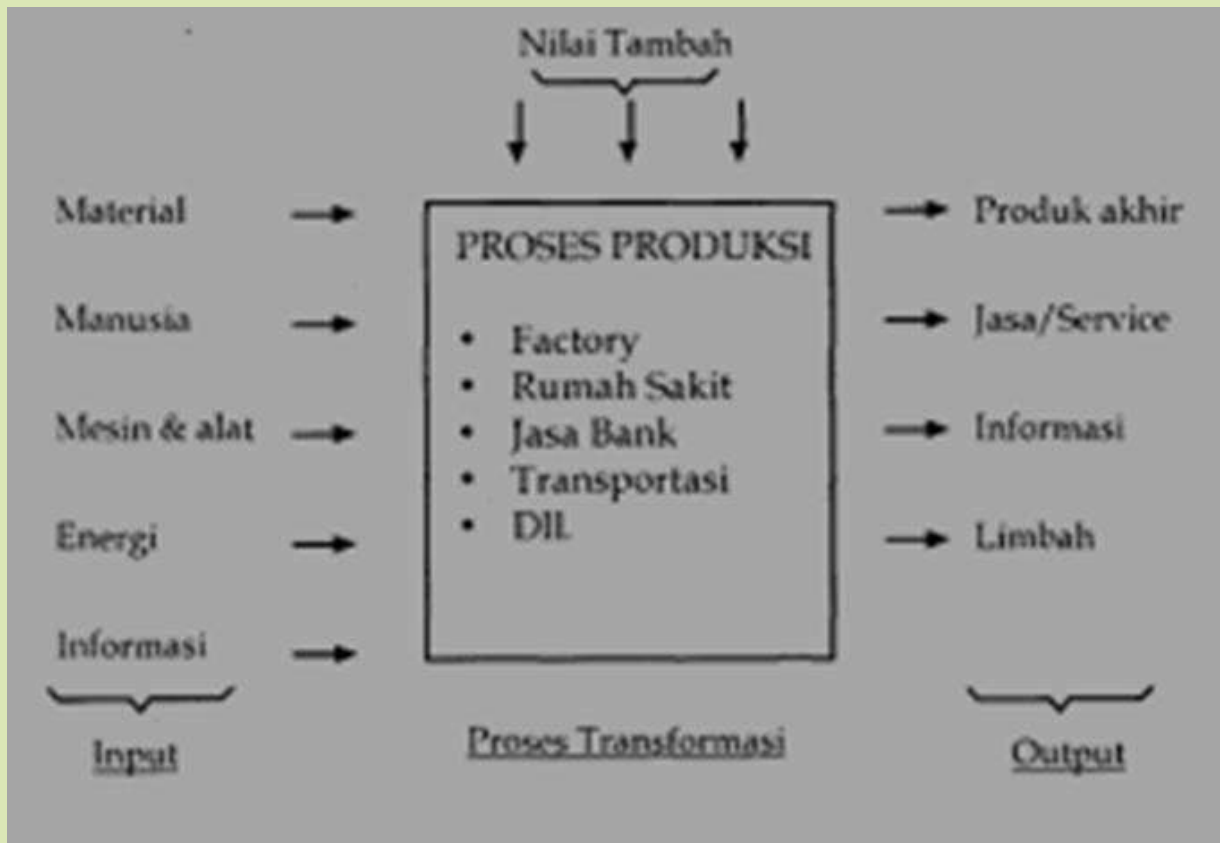 Nilai Tambah
Material
Manusia
Mesin & alat
Energi
Informasi
Input
PROSES PRODUKSI
• Factory
• Rumah Sakit
• Jasa Bank
• Transportasi
• Dll.
Proses Transformasi
Produk akhir
Jasa/Service
Informasi
Limbah
Output